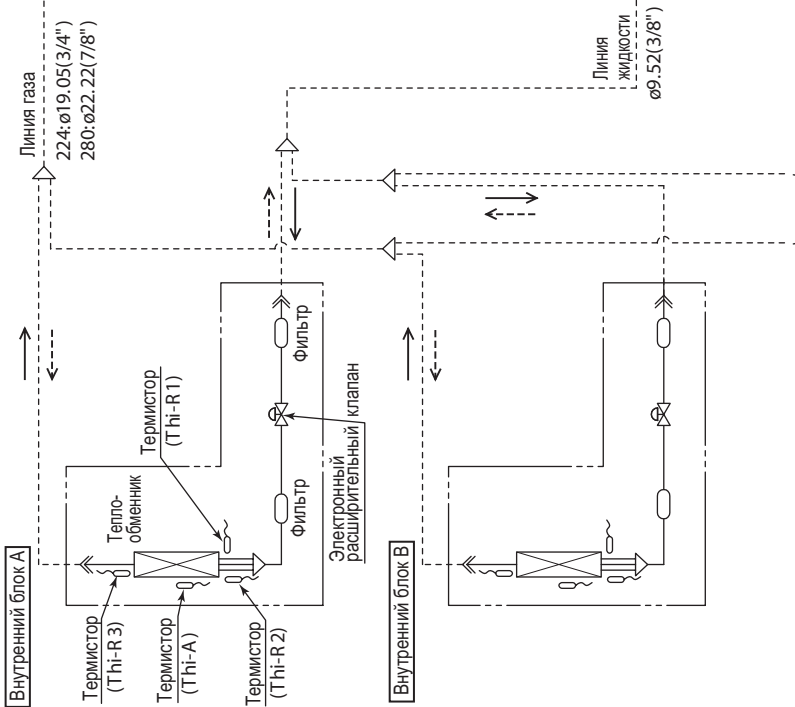 Линия газа
224:ø19.05(3/4")
280:ø22.22(7/8")
Линия
жидкости
ø9.52(3/8")
Внутренний блок A
Тепло-
обменник
Термистор
(Thi-R1)
Фильтр
Фильтр
Электронный
расширительный клапан
Термистор
(Thi-R3)
Термистор
(Thi-A)
Термистор
(Thi-R2)
Внутренний блок B